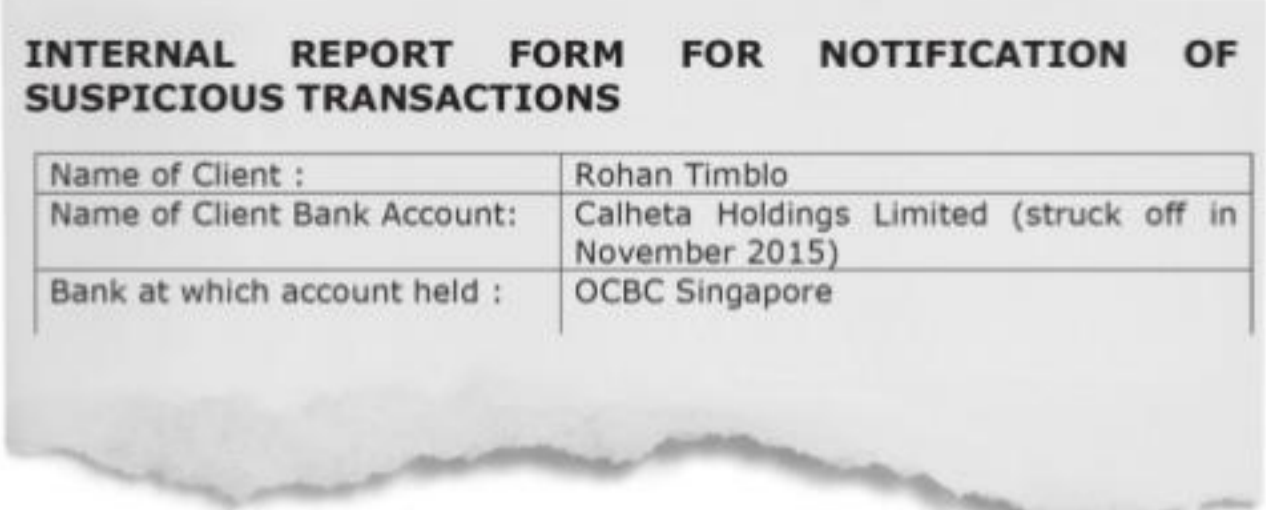 INTERNAL REPORT FORM FOR NOTIFICATION OF
SUSPICIOUS TRANSACTIONS
Name of Client : Rohan Timblo
Name of Client Bank Account: Calheta Holdings Limited (struck off in
November 2015)
Bank at which account held : OCBC Singapore